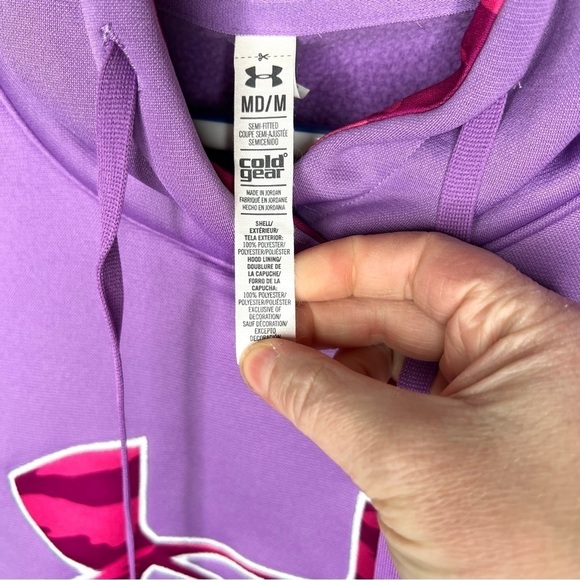 MD/M
SEMI-FITTED
COUPE SEMI-AJUSTÉE
SEMICEÑIDO
cold
gear
MADE IN JORDAN
FABRIQUÉ EN JORDANIE
HECHO EN JORDANIA
SHELL/
EXTÉRIEUR/
TELA EXTERIOR:
100% POLYESTER/
POLYESTER/POLIÉSTER
HOOD LINING/
DOUBLURE DE
LA CAPUCHE/
FORRO DE LA
CAPUCHA:
100% POLYESTER/
POLYESTER/POLIÉSTER
EXCLUSIVE OF
DECORATION/
SAUF DÉCORATION/
EXCEPTO
DECORACIÓN